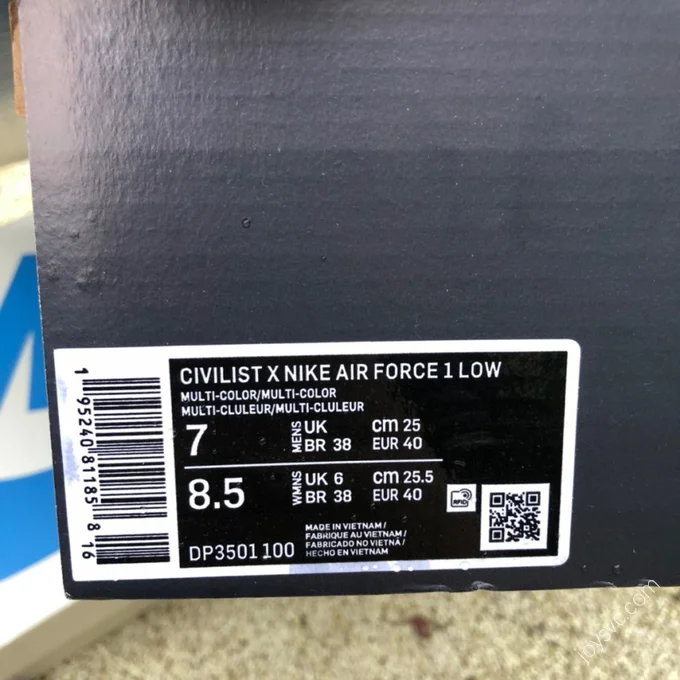 CIVILIST X NIKE AIR FORCE 1 LOW
MULTI-COLOR/MULTI-COLOR
MULTI-CLULEUR/MULTI-CLULEUR
7 MENS UK cm 25
BR 38 EUR 40
8.5 WMNS UK 6 cm 25.5
BR 38 EUR 40
RFID
DP3501 100
MADE IN VIETNAM /
FABRIQUE AU VIETNAM /
FABRICADO NO VIETNÃ /
HECHO EN VIETNAM
1 95240 81185 8 16